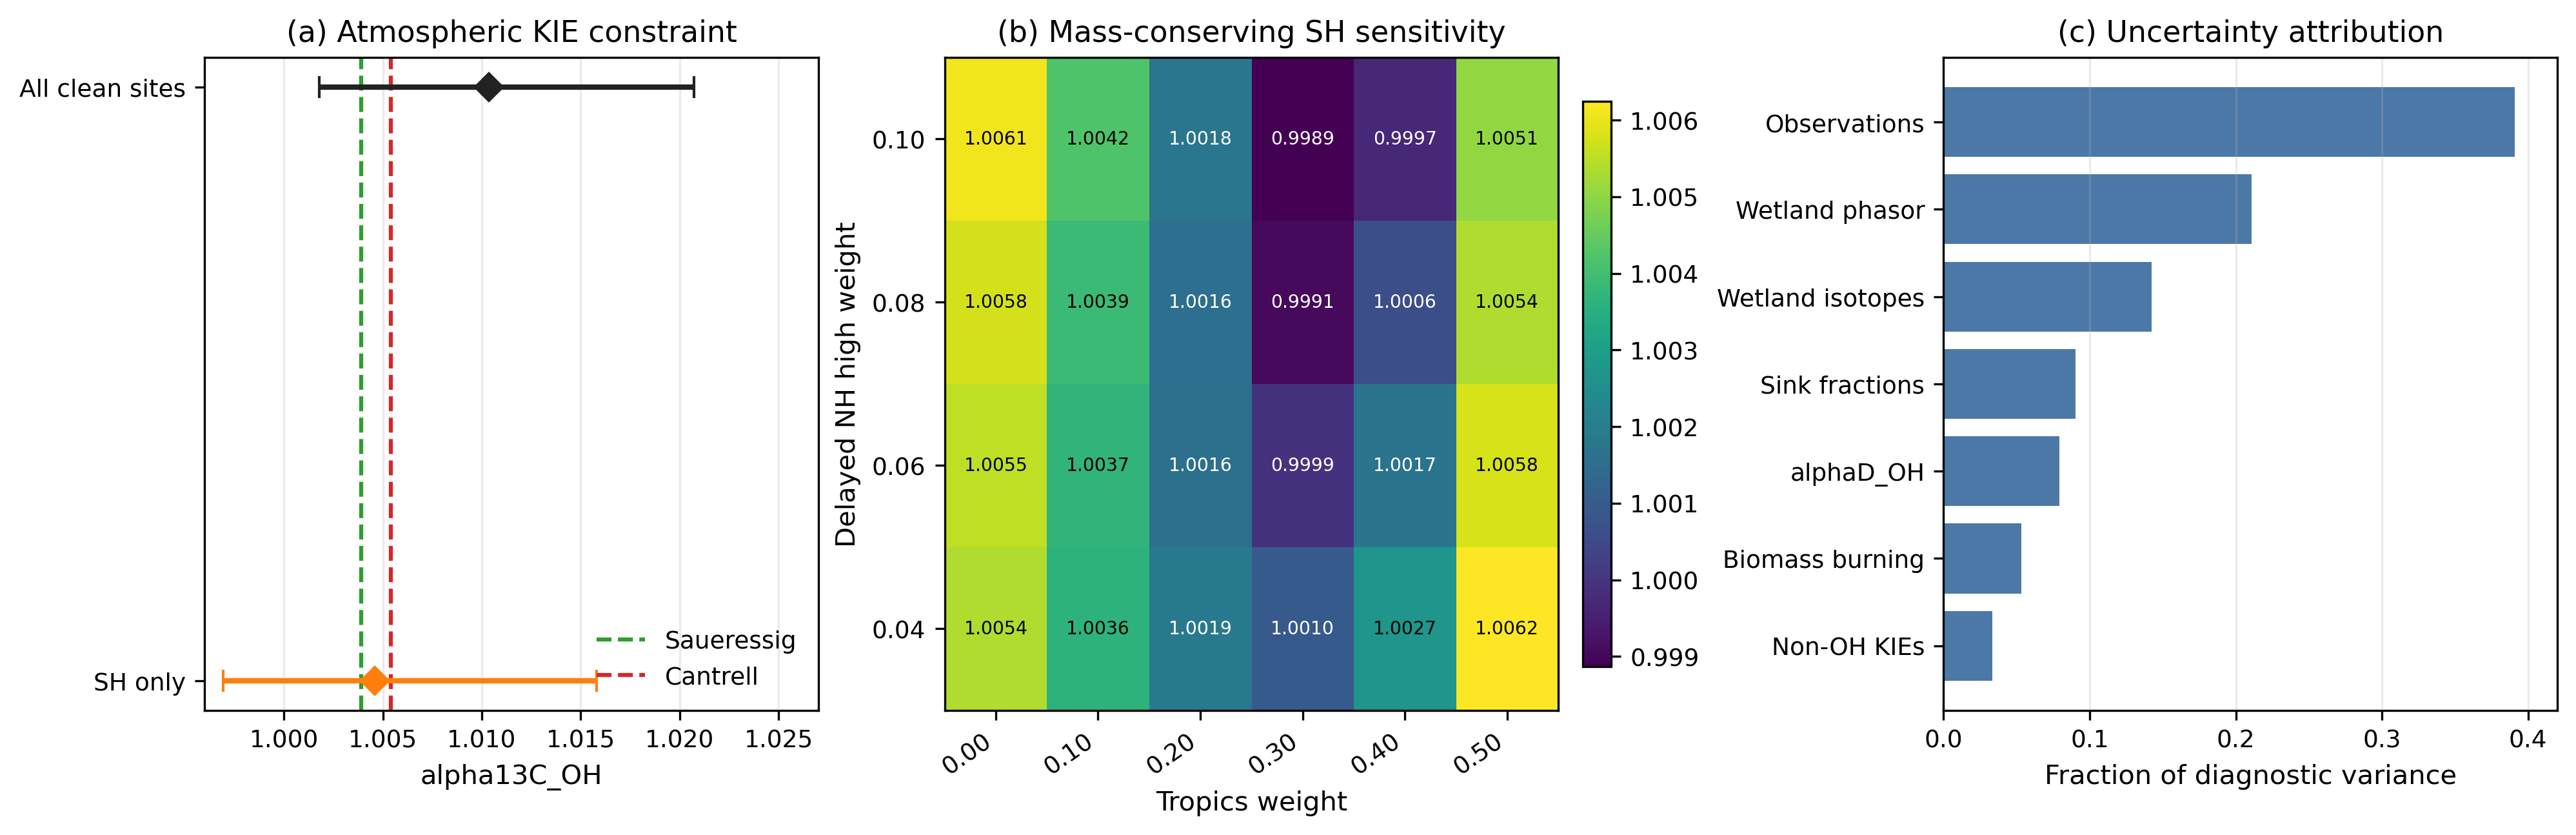 (a) Atmospheric KIE constraint
All clean sites
SH only
Saueressig
Cantrell
1.000 1.005 1.010 1.015 1.020 1.025
alpha13C_OH
(b) Mass-conserving SH sensitivity
Delayed NH high weight
0.10 1.0061 1.0042 1.0018 0.9989 0.9997 1.0051
0.08 1.0058 1.0039 1.0016 0.9991 1.0006 1.0054
0.06 1.0055 1.0037 1.0016 0.9999 1.0017 1.0058
0.04 1.0054 1.0036 1.0019 1.0010 1.0027 1.0062
0.00 0.10 0.20 0.30 0.40 0.50
Tropics weight
1.006
1.005
1.004
1.003
1.002
1.001
1.000
0.999
(c) Uncertainty attribution
Observations
Wetland phasor
Wetland isotopes
Sink fractions
alphaD_OH
Biomass burning
Non-OH KIEs
0.0 0.1 0.2 0.3 0.4
Fraction of diagnostic variance